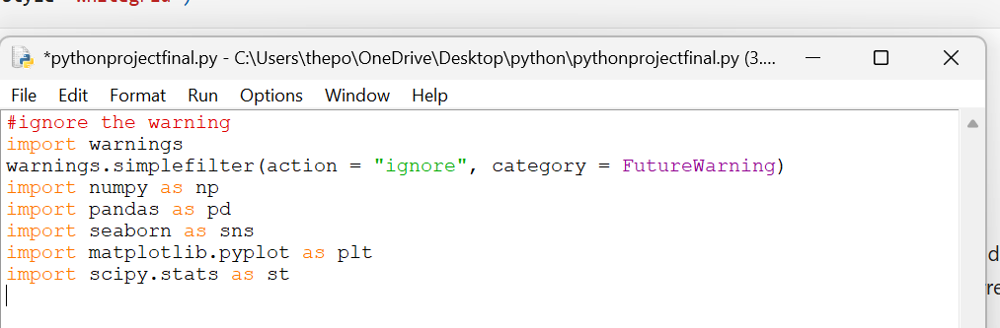 *pythonprojectfinal.py - C:\Users\thepo\OneDrive\Desktop\python\pythonprojectfinal.py (3....
File Edit Format Run Options Window Help
#ignore the warning
import warnings
warnings.simplefilter(action = "ignore", category = FutureWarning)
import numpy as np
import pandas as pd
import seaborn as sns
import matplotlib.pyplot as plt
import scipy.stats as st